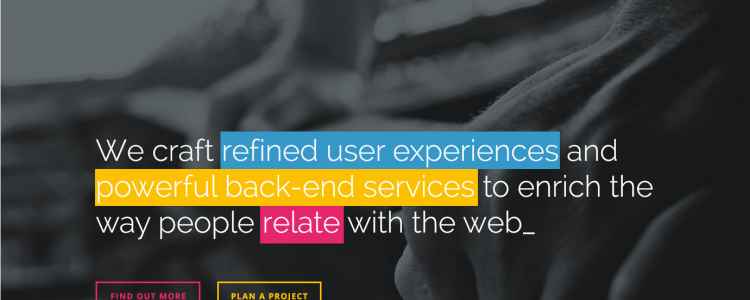 We craft refined user experiences and
powerful back-end services to enrich the
way people relate with the web_
FIND OUT MORE
PLAN A PROJECT